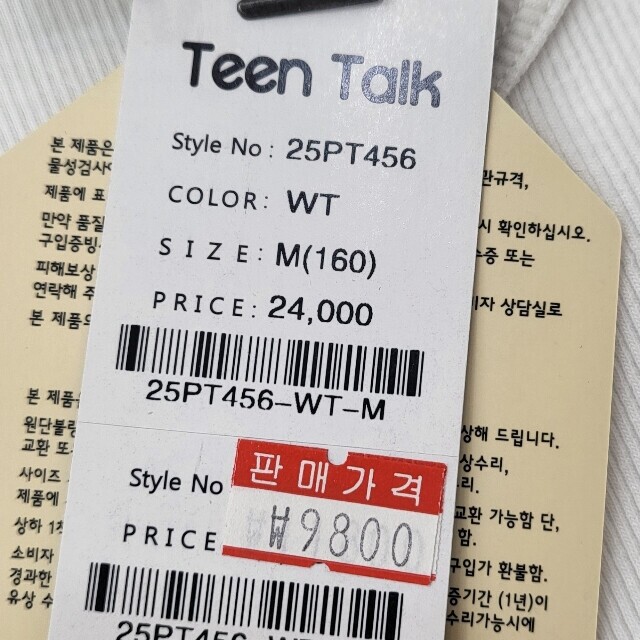 Teen Talk
Style No : 25PT456
COLOR: WT
SIZE: M(160)
PRICE: 24,000
25PT456-WT-M
Style No
PRICE
판매가격
₩9800
25PT456-WT
본 제품은
물성검사
제품에 표
만약 품질
구입증빙
피해보상
연락해 주
본 제품의
본 제품은
원단불량
교환 또
사이즈
제품에
상하 1
소비자
경과한
유상 수
환규격,
시 확인하십시오.
수증 또는
비자 상담실로
상해 드립니다.
상수리,
리.
교환 가능함 단,
함.
구입가 환불함.
증기간 (1년)이
수리가능시에